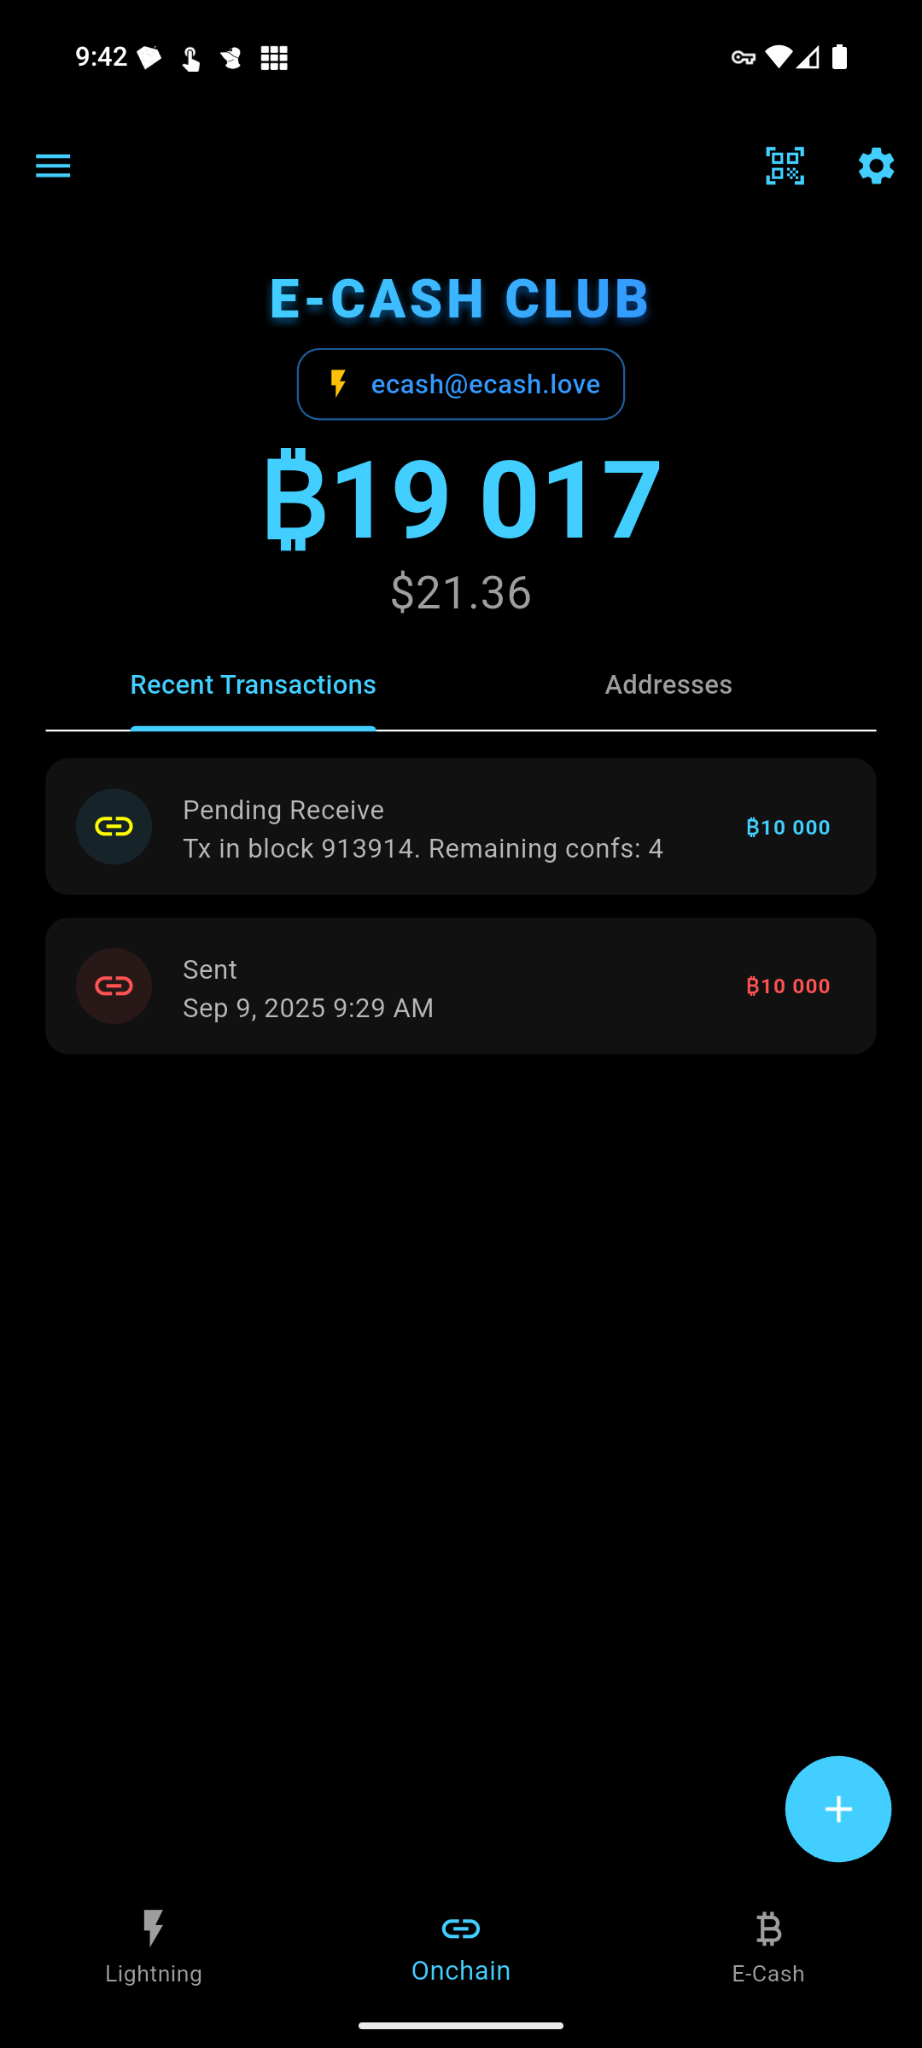 9:42
E-CASH CLUB
ecash@ecash.love
₿19 017
$21.36
Recent Transactions
Addresses
Pending Receive
Tx in block 913914. Remaining confs: 4
₿10 000
Sent
Sep 9, 2025 9:29 AM
₿10 000
Lightning
Onchain
E-Cash